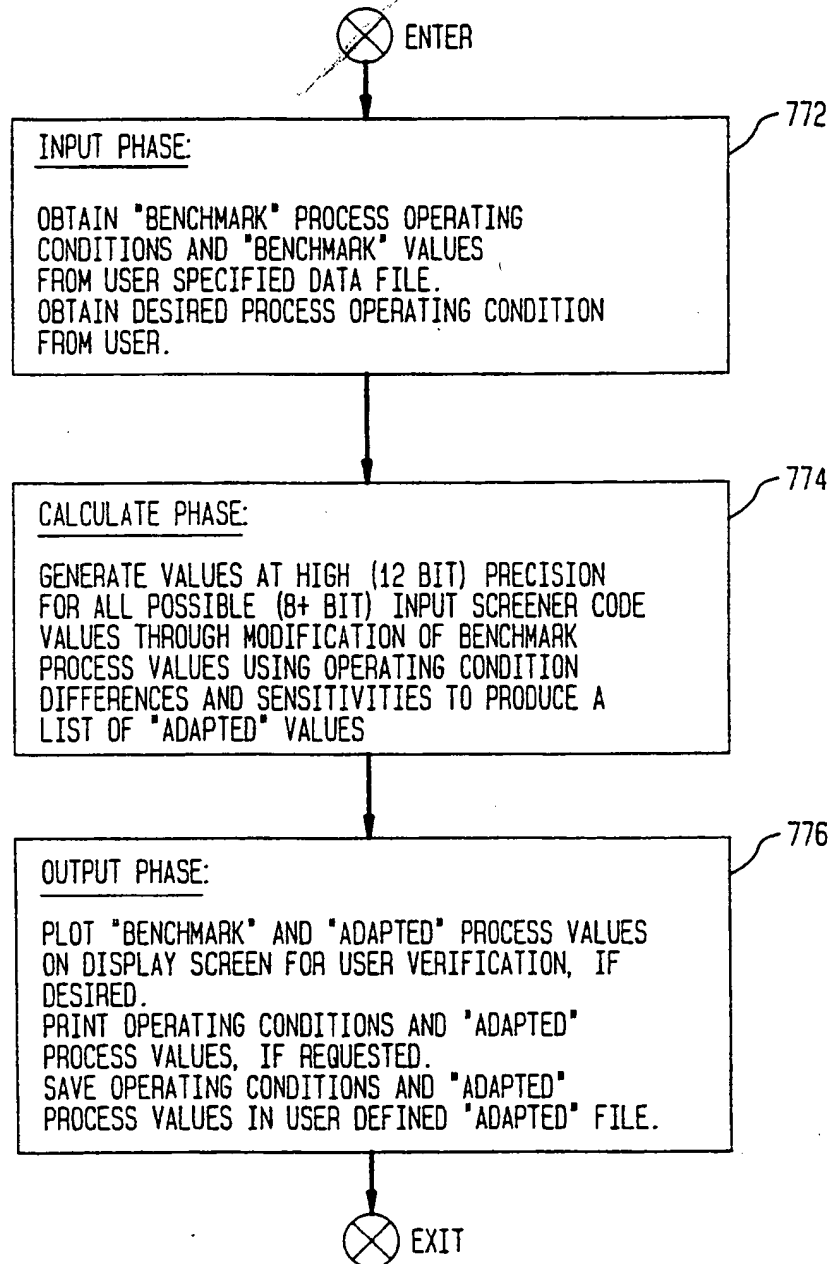 ENTER
772
INPUT PHASE:
OBTAIN "BENCHMARK" PROCESS OPERATING
CONDITIONS AND "BENCHMARK" VALUES
FROM USER SPECIFIED DATA FILE.
OBTAIN DESIRED PROCESS OPERATING CONDITION
FROM USER.
774
CALCULATE PHASE:
GENERATE VALUES AT HIGH (12 BIT) PRECISION
FOR ALL POSSIBLE (8+ BIT) INPUT SCREENER CODE
VALUES THROUGH MODIFICATION OF BENCHMARK
PROCESS VALUES USING OPERATING CONDITION
DIFFERENCES AND SENSITIVITIES TO PRODUCE A
LIST OF "ADAPTED" VALUES
776
OUTPUT PHASE:
PLOT "BENCHMARK" AND "ADAPTED" PROCESS VALUES
ON DISPLAY SCREEN FOR USER VERIFICATION, IF
DESIRED.
PRINT OPERATING CONDITIONS AND "ADAPTED"
PROCESS VALUES, IF REQUESTED.
SAVE OPERATING CONDITIONS AND "ADAPTED"
PROCESS VALUES IN USER DEFINED "ADAPTED" FILE.
EXIT